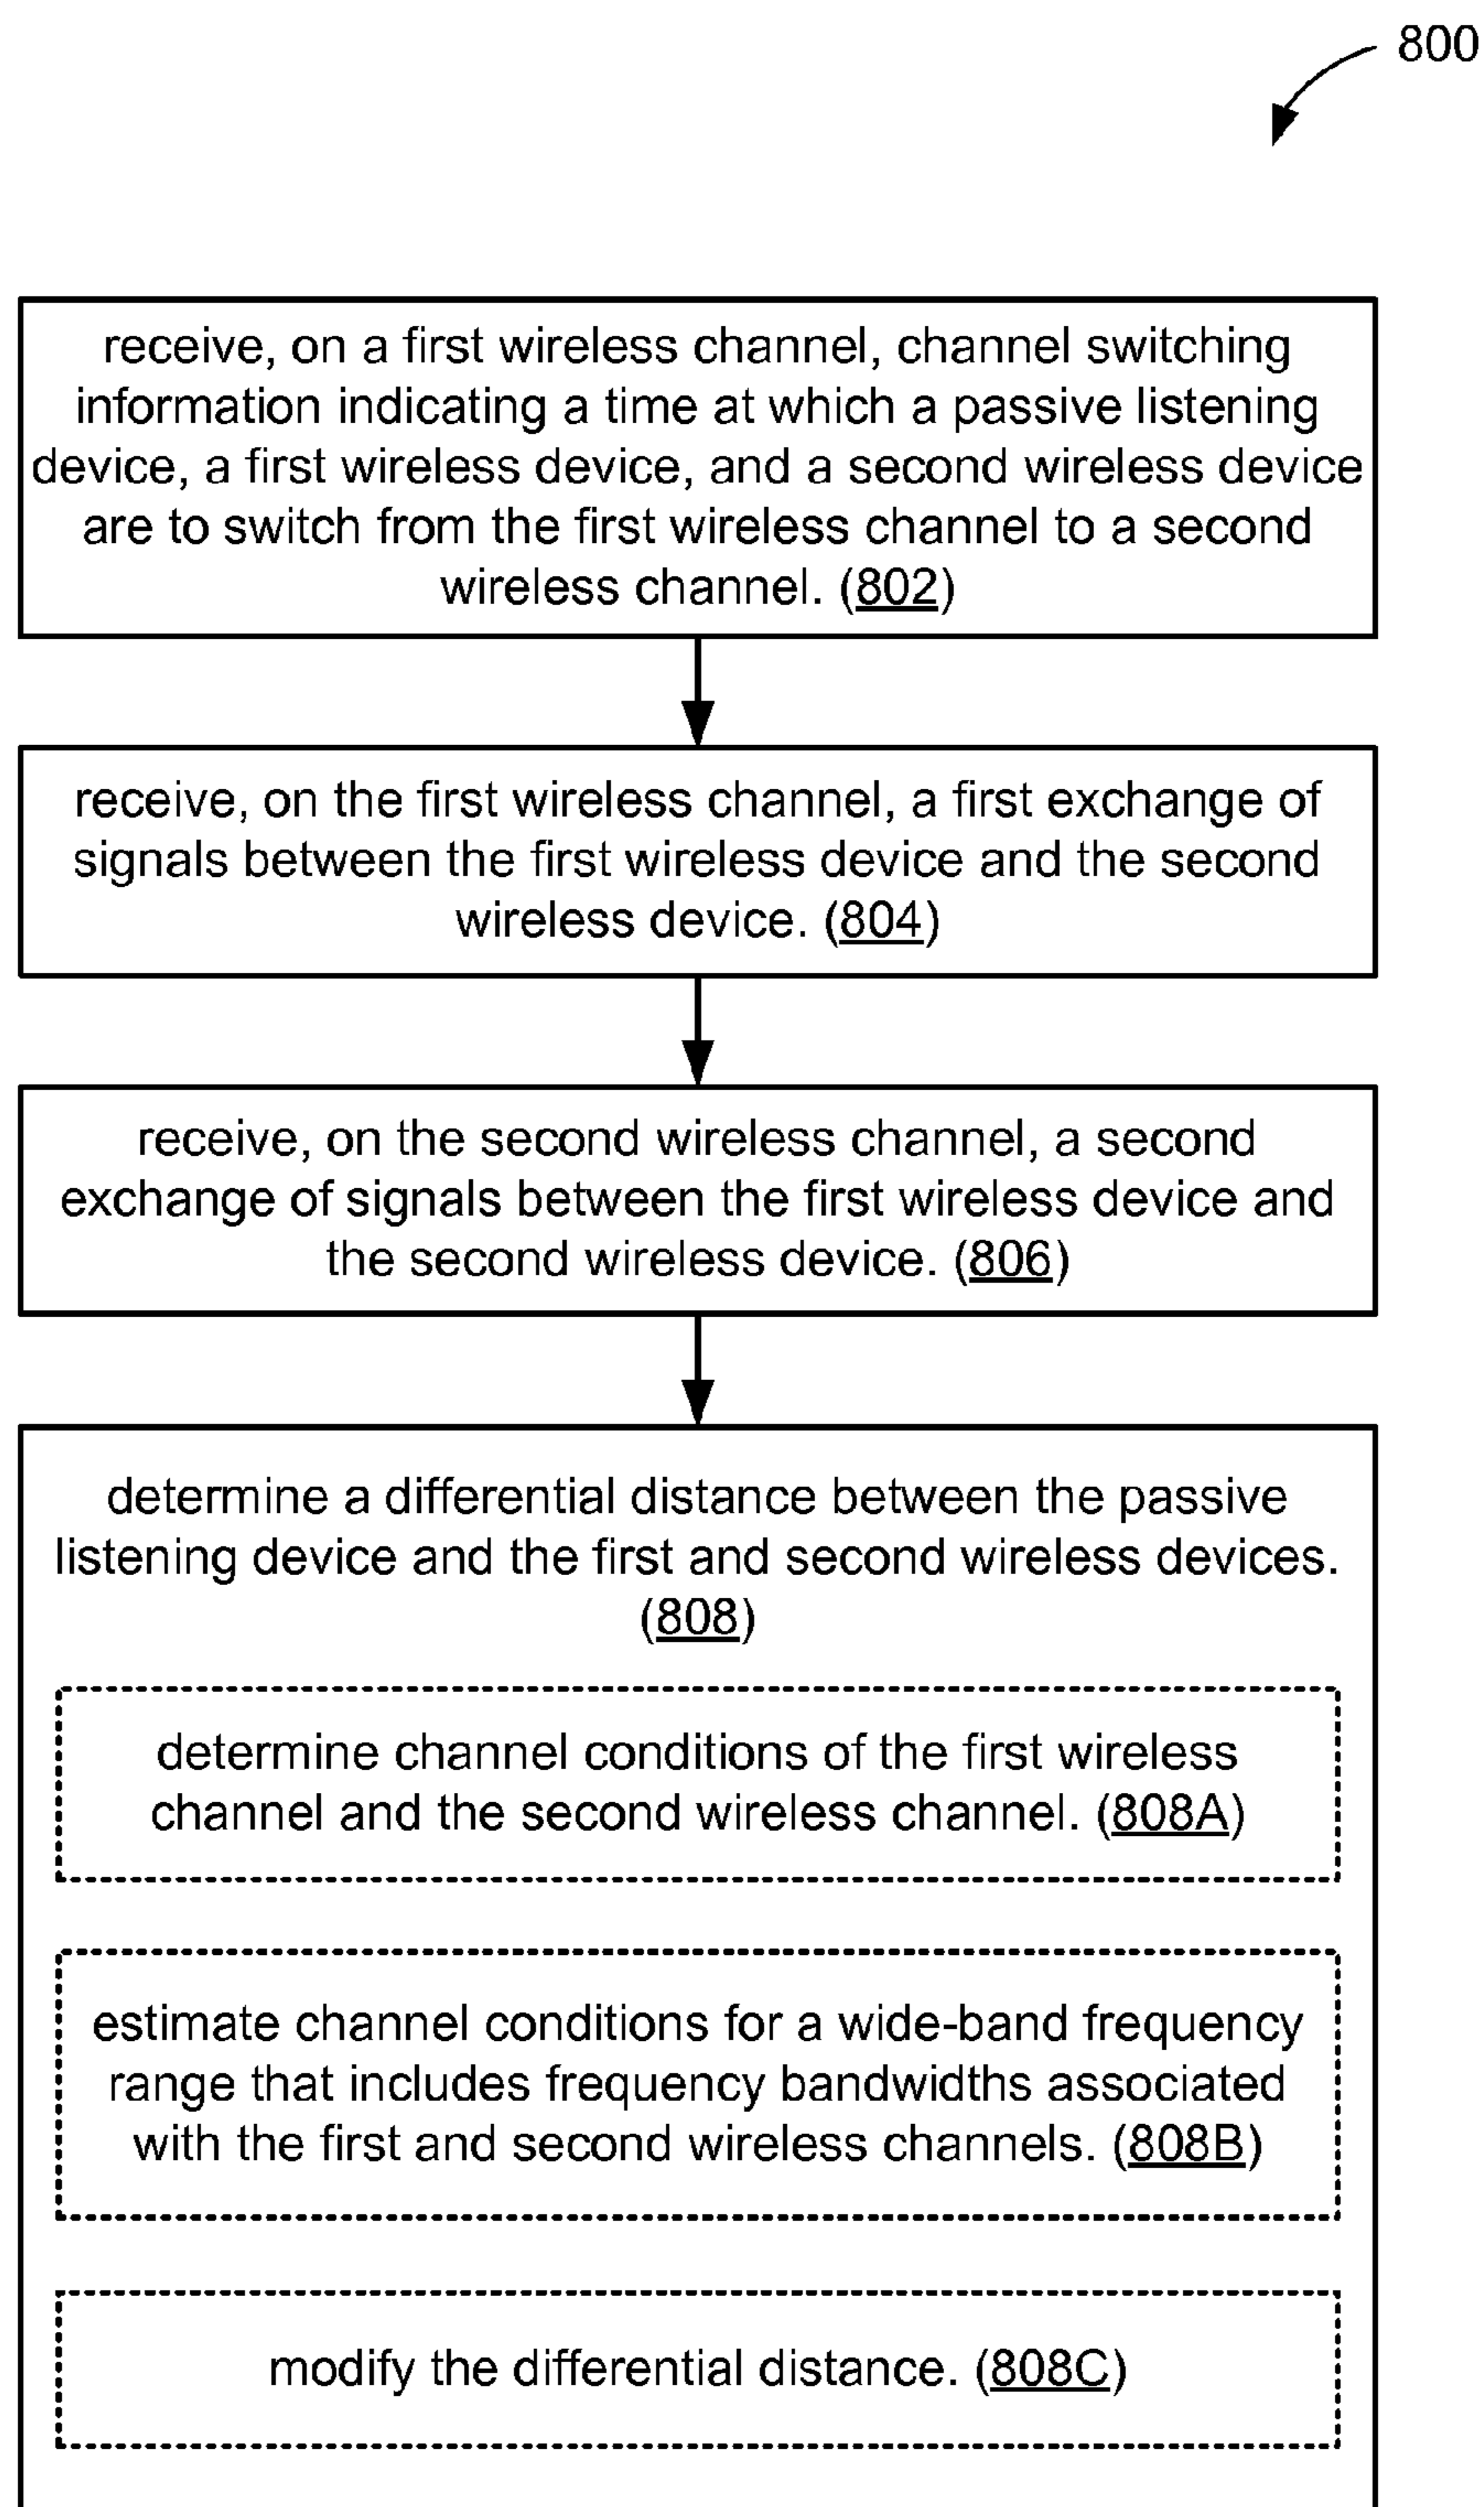 800
receive, on a first wireless channel, channel switching
information indicating a time at which a passive listening
device, a first wireless device, and a second wireless device
are to switch from the first wireless channel to a second
wireless channel. (802)
receive, on the first wireless channel, a first exchange of
signals between the first wireless device and the second
wireless device. (804)
receive, on the second wireless channel, a second
exchange of signals between the first wireless device and
the second wireless device. (806)
determine a differential distance between the passive
listening device and the first and second wireless devices.
(808)
determine channel conditions of the first wireless
channel and the second wireless channel. (808A)
estimate channel conditions for a wide-band frequency
range that includes frequency bandwidths associated
with the first and second wireless channels. (808B)
modify the differential distance. (808C)